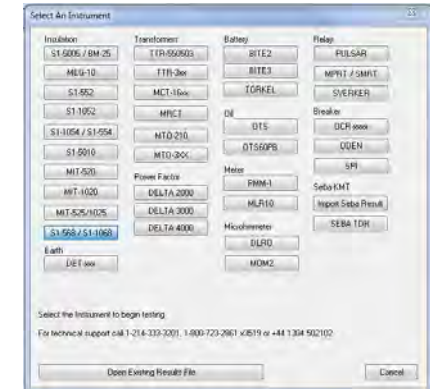 Select An Instrument
Insulation
S1-5005 / BM-25
MEG-10
S1-552
S1-1052
S1-1054 / S1-554
S1-5010
MIT-520
MIT-1020
MIT-525/1025
S1-568 / S1-1068
Earth
DET-xxx
Transformers
TTR-550503
TTR-3xx
MCT-16xx
MRCT
MTO-210
MTO-3XX
Power Factor
DELTA 2000
DELTA 3000
DELTA 4000
Battery
BITE2
BITE3
TORKEL
Oil
OTS
OTS60PB
Meter
PMM-1
MLR10
Microhmmeter
DLRO
MOM2
Relay
PULSAR
MPRT / SMRT
SVERKER
Breaker
OCR xxxx
ODEN
SPI
Seba KMT
Import Seba Result
SEBA TDR
Select the Instrument to begin testing.
For technical support call 1-214-333-3201, 1-800-723-2861 x3519 or +44 1304 502102
Open Existing Results File
Cancel